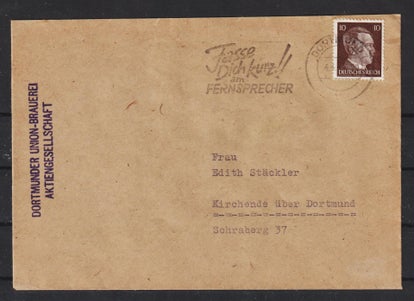 Fasse
Dich kurz!!
am
FERNSPRECHER
10 10
DEUTSCHES REICH
DORTMUNDER UNION-BRAUEREI
AKTIENGESELLSCHAFT
Frau
Edith Stäckler
Kirchende über Dortmund
Schraberg 37